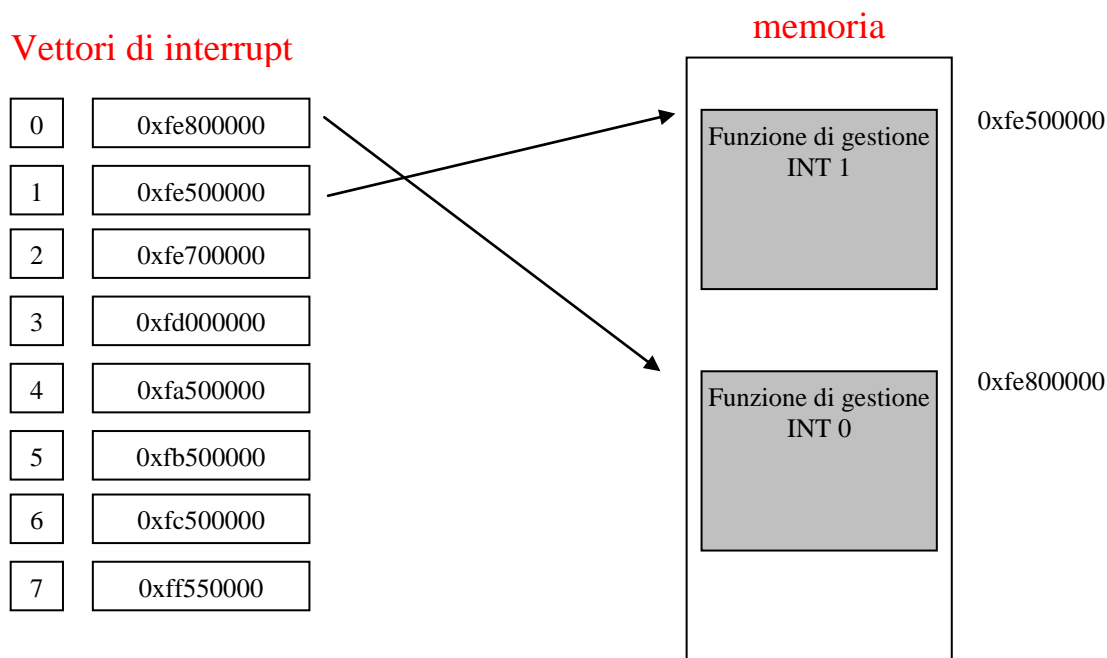 Vettori di interrupt
0 0xfe800000
1 0xfe500000
2 0xfe700000
3 0xfd000000
4 0xfa500000
5 0xfb500000
6 0xfc500000
7 0xff550000
memoria
Funzione di gestione
INT 1
0xfe500000
Funzione di gestione
INT 0
0xfe800000